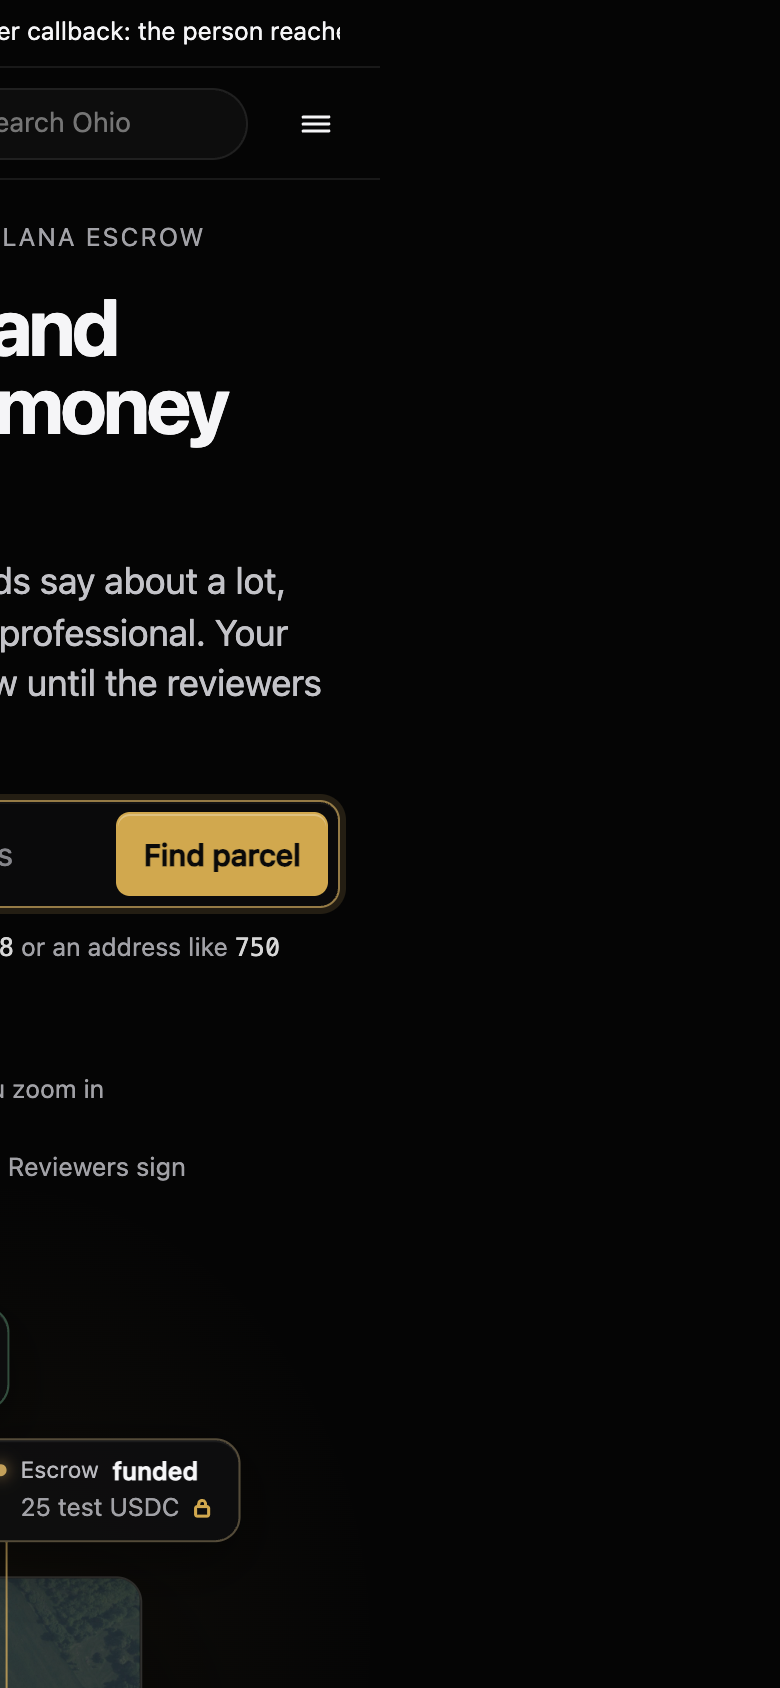 er callback: the person reache
earch Ohio
LANA ESCROW
and
money
ds say about a lot,
professional. Your
w until the reviewers
s
Find parcel
8 or an address like 750
u zoom in
Reviewers sign
Escrow funded
25 test USDC